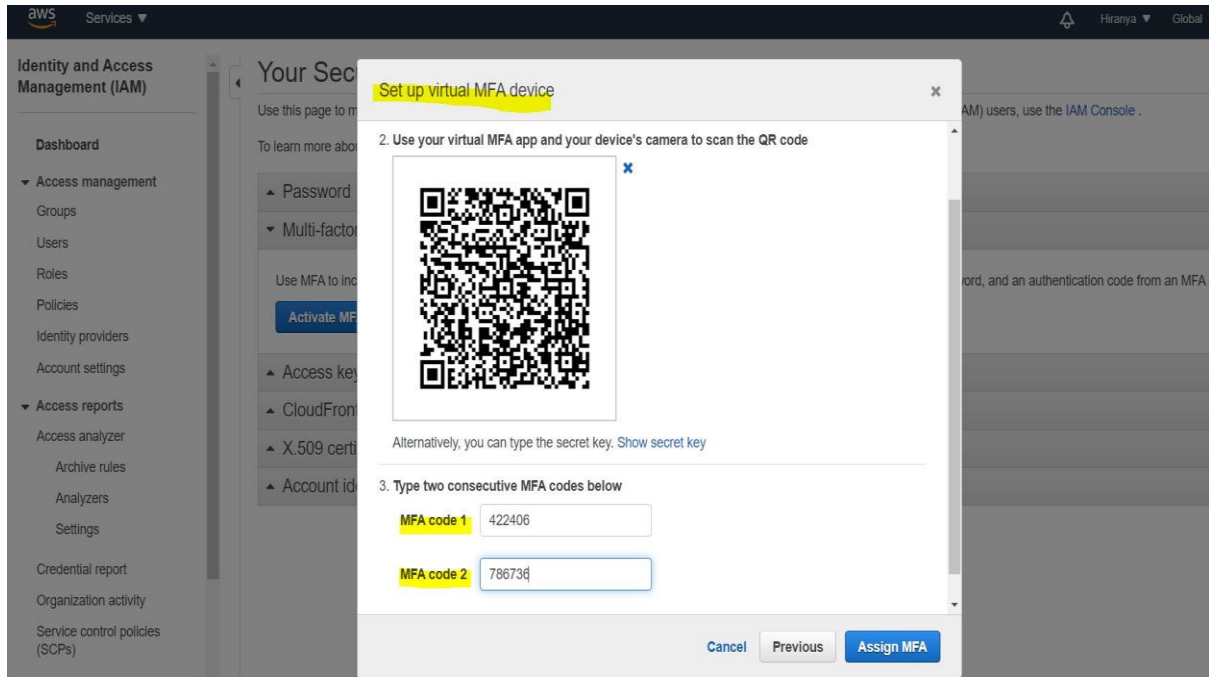 aws Services ▼ Hiranya ▼ Global
Identity and Access
Management (IAM)
Dashboard
Access management
Groups
Users
Roles
Policies
Identity providers
Account settings
Access reports
Access analyzer
Archive rules
Analyzers
Settings
Credential report
Organization activity
Service control policies
(SCPs)
Your Sec
Use this page to m
AM) users, use the IAM Console .
To learn more abou
Password
Multi-factor
Use MFA to inc
word, and an authentication code from an MFA
Activate MF
Access key
CloudFront
X.509 certi
Account ide
Set up virtual MFA device
2. Use your virtual MFA app and your device's camera to scan the QR code
Alternatively, you can type the secret key. Show secret key
3. Type two consecutive MFA codes below
MFA code 1 422406
MFA code 2 786736
Cancel Previous Assign MFA